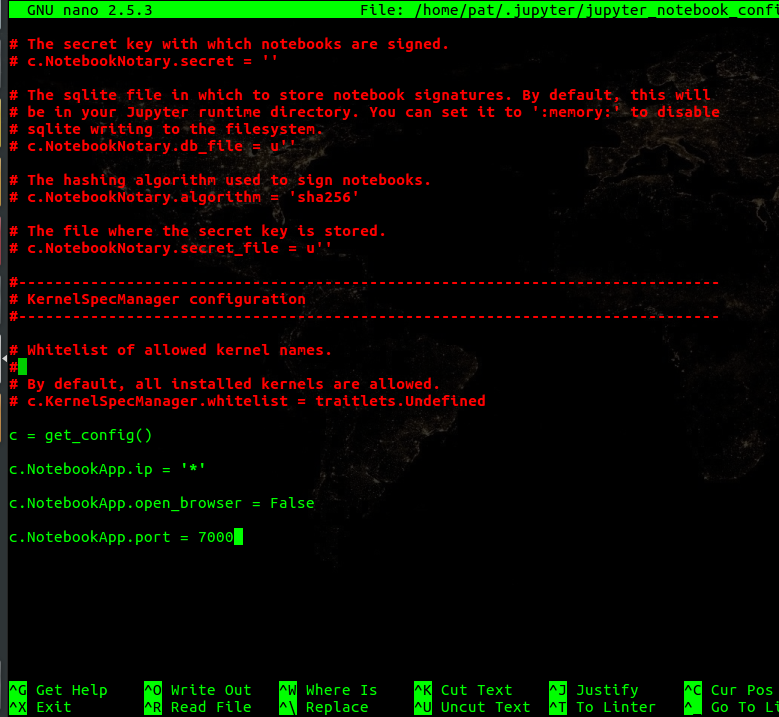 GNU nano 2.5.3 File: /home/pat/.jupyter/jupyter_notebook_confi
# The secret key with which notebooks are signed.
# c.NotebookNotary.secret = ''
# The sqlite file in which to store notebook signatures. By default, this will
# be in your Jupyter runtime directory. You can set it to ':memory:' to disable
# sqlite writing to the filesystem.
# c.NotebookNotary.db_file = u''
# The hashing algorithm used to sign notebooks.
# c.NotebookNotary.algorithm = 'sha256'
# The file where the secret key is stored.
# c.NotebookNotary.secret_file = u''
#------------------------------------------------------------------------------
# KernelSpecManager configuration
#------------------------------------------------------------------------------
# Whitelist of allowed kernel names.
#
# By default, all installed kernels are allowed.
# c.KernelSpecManager.whitelist = traitlets.Undefined
c = get_config()
c.NotebookApp.ip = '*'
c.NotebookApp.open_browser = False
c.NotebookApp.port = 7000
^G Get Help ^O Write Out ^W Where Is ^K Cut Text ^J Justify ^C Cur Pos
^X Exit ^R Read File ^\ Replace ^U Uncut Text ^T To Linter ^_ Go To Li